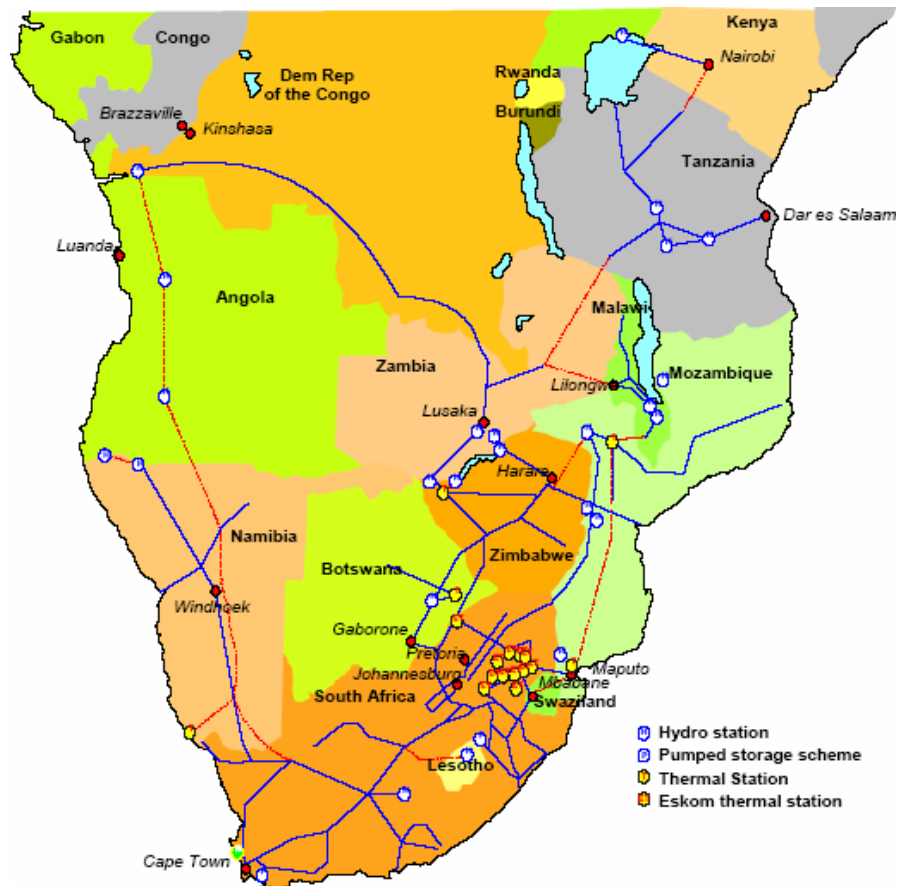 Gabon
Congo
Kenya
Nairobi
Dem Rep
of the Congo
Rwanda
Burundi
Brazzaville
Kinshasa
Tanzania
Dar es Salaam
Luanda
Angola
Malawi
Zambia
Mozambique
Lilongw
Lusaka
Harare
Namibia
Zimbabwe
Botswana
Windhoek
Gaborone
Pretoria
Johannesburg
Maputo
Mbabane
South Africa
Swaziland
Lesotho
Hydro station
Pumped storage scheme
Thermal Station
Eskom thermal station
Cape Town